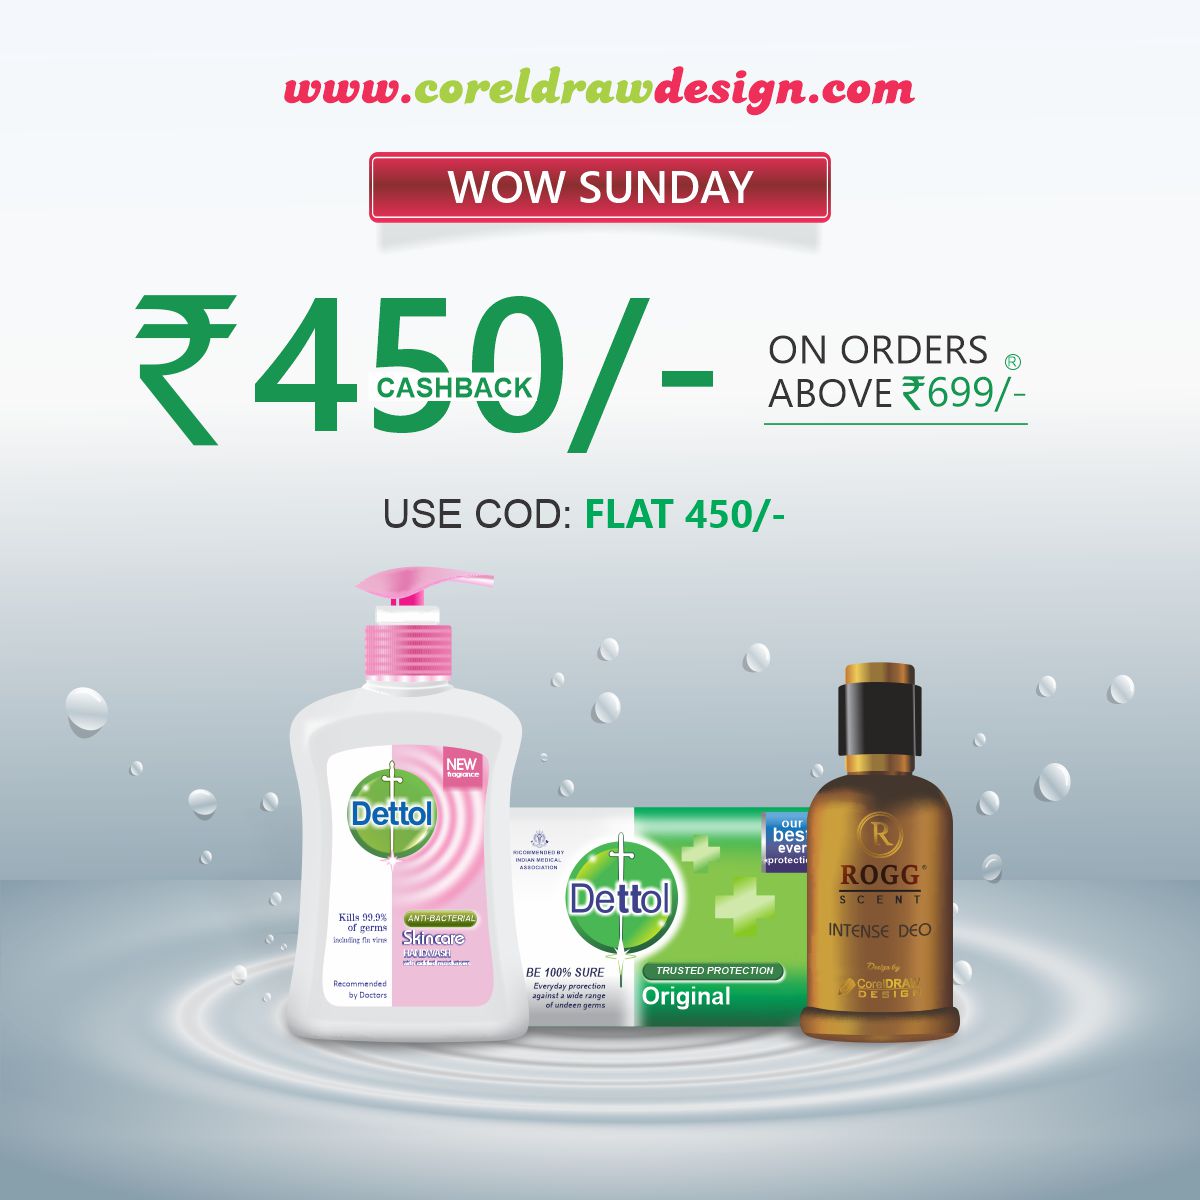 www.coreldrawdesign.com
WOW SUNDAY
₹450/-
CASHBACK
ON ORDERS
ABOVE ₹699/-
®
USE COD: FLAT 450/-
NEW
fragrance
Dettol
Kills 99.9%
of germs
including flu virus
ANTI-BACTERIAL
Skincare
HANDWASH
Recommended
by Doctors
RICOMMENDED BY
INDIAN MEDICAL
ASSOCIATION
Dettol
our
best
ever
protectio
BE 100% SURE
Everyday prorection
against a wide range
of undeen germs
TRUSTED PROTECTION
Original
R
ROGG®
SCENT
INTENSE DEO
Design by
CorelDRAW
DESIGN